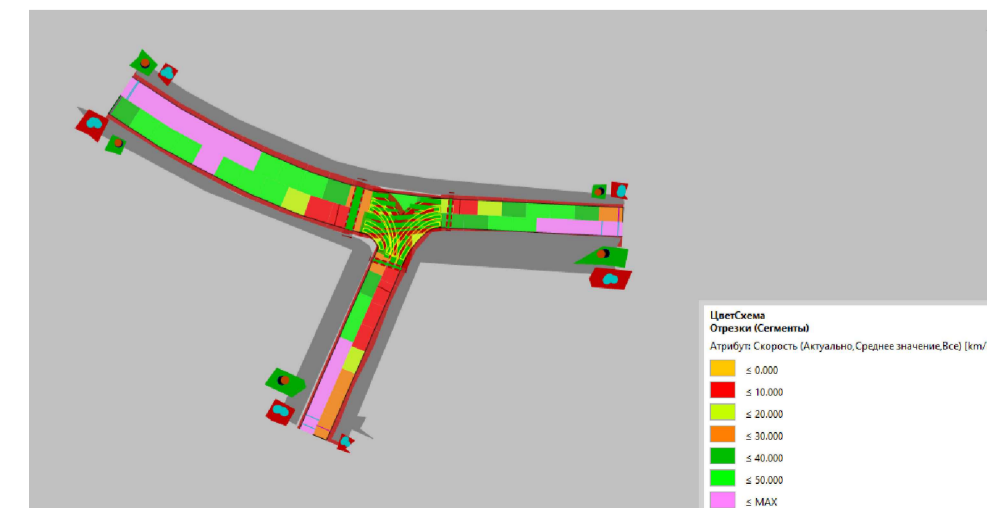 ЦветСхема
Отрезки (Сегменты)
Атрибут: Скорость (Актуально,Среднее значение,Все) [km/
≤ 0.000
≤ 10.000
≤ 20.000
≤ 30.000
≤ 40.000
≤ 50.000
≤ MAX